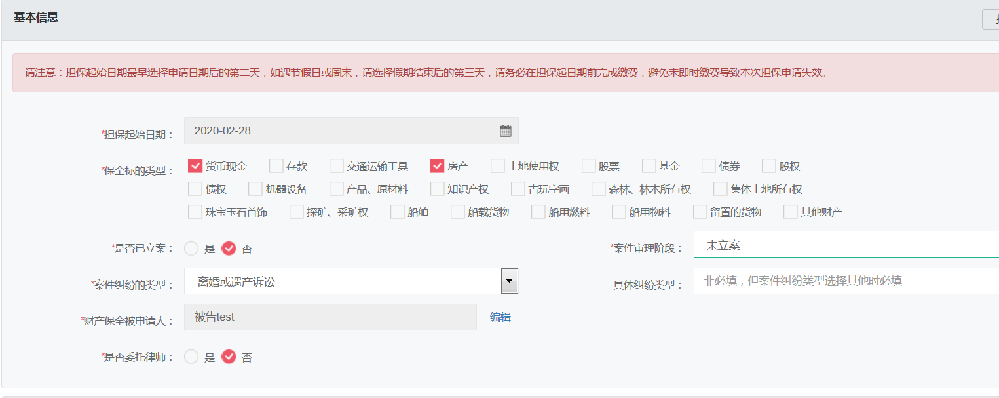 基本信息
请注意：担保起始日期最早选择申请日期后的第二天，如遇节假日或周末，请选择假期结束后的第三天，请务必在担保起日期前完成缴费，避免未即时缴费导致本次担保申请失效。
*担保起始日期： 2020-02-28
*保全标的类型： 货币现金 存款 交通运输工具 房产 土地使用权 股票 基金 债券 股权
债权 机器设备 产品、原材料 知识产权 古玩字画 森林、林木所有权 集体土地所有权
珠宝玉石首饰 探矿、采矿权 船舶 船载货物 船用燃料 船用物料 留置的货物 其他财产
*是否已立案： 是 否 *案件审理阶段： 未立案
*案件纠纷的类型： 离婚或遗产诉讼 具体纠纷类型： 非必填，但案件纠纷类型选择其他时必填
*财产保全被申请人： 被告test 编辑
*是否委托律师： 是 否